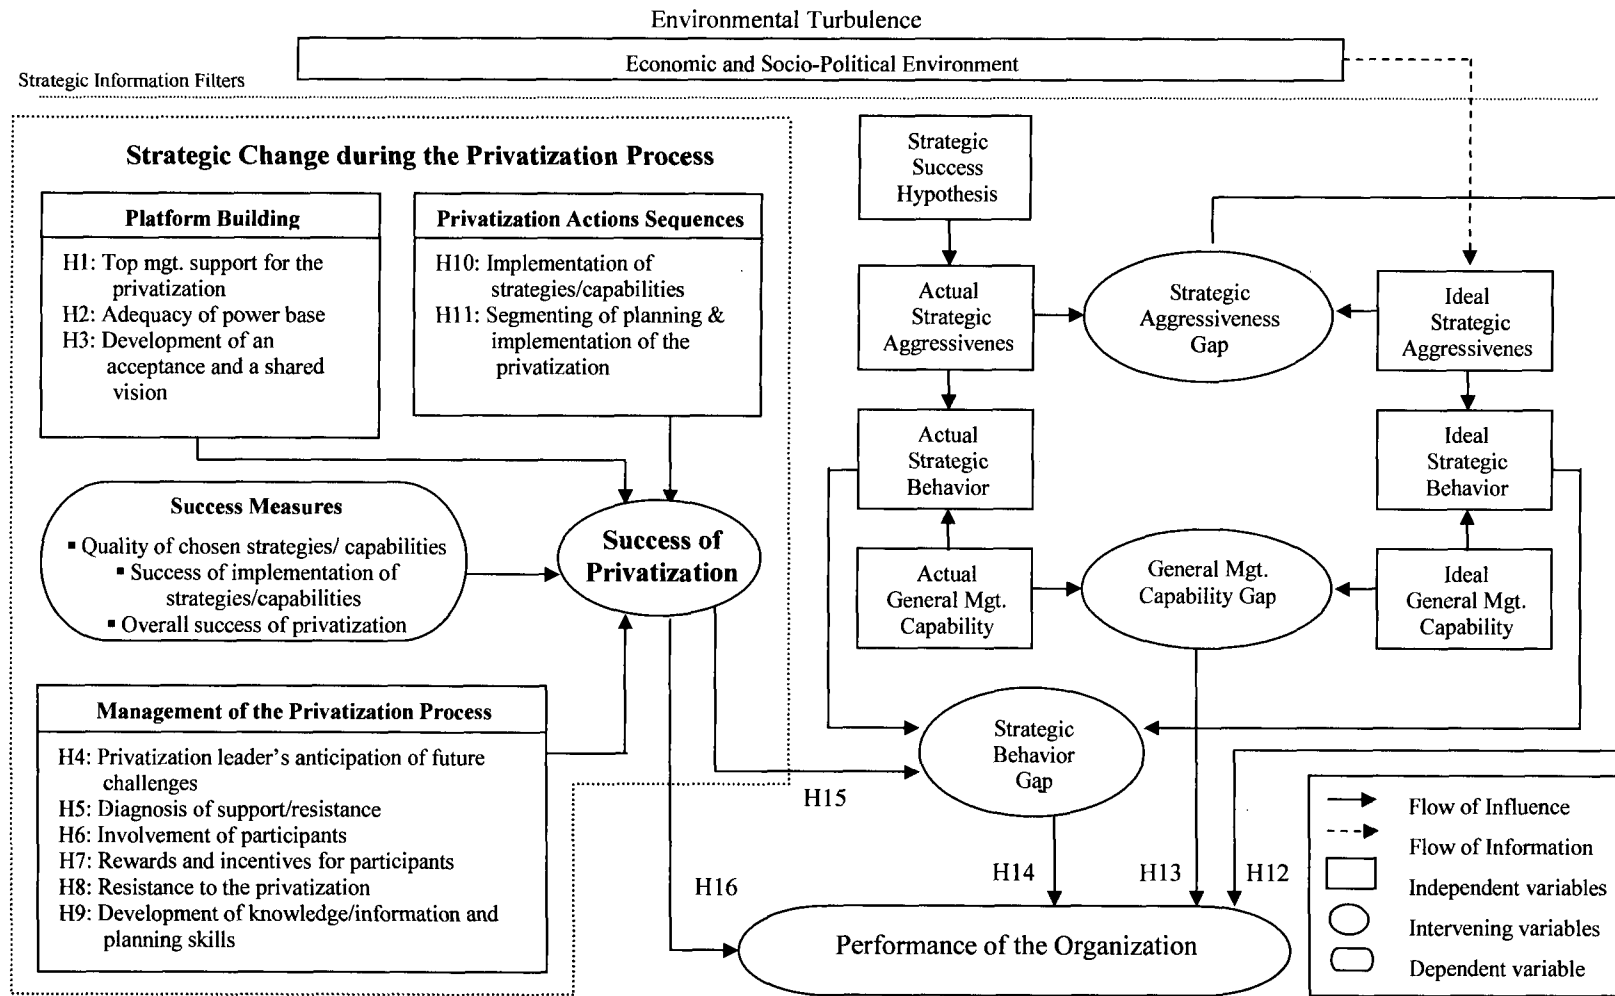 Environmental Turbulence
Economic and Socio-Political Environment
Strategic Information Filters
Strategic Change during the Privatization Process
Platform Building
H1: Top mgt. support for the
privatization
H2: Adequacy of power base
H3: Development of an
acceptance and a shared
vision
Privatization Actions Sequences
H10: Implementation of
strategies/capabilities
H11: Segmenting of planning &
implementation of the
privatization
Success Measures
▪ Quality of chosen strategies/ capabilities
▪ Success of implementation of
strategies/capabilities
▪ Overall success of privatization
Success of
Privatization
Management of the Privatization Process
H4: Privatization leader's anticipation of future
challenges
H5: Diagnosis of support/resistance
H6: Involvement of participants
H7: Rewards and incentives for participants
H8: Resistance to the privatization
H9: Development of knowledge/information and
planning skills
Strategic
Success
Hypothesis
Actual
Strategic
Aggressivenes
Strategic
Aggressiveness
Gap
Ideal
Strategic
Aggressivenes
Actual
Strategic
Behavior
Ideal
Strategic
Behavior
Actual
General Mgt.
Capability
General Mgt.
Capability Gap
Ideal
General Mgt.
Capability
Strategic
Behavior
Gap
H15
H16
H14
H13
H12
Performance of the Organization
Flow of Influence
Flow of Information
Independent variables
Intervening variables
Dependent variable